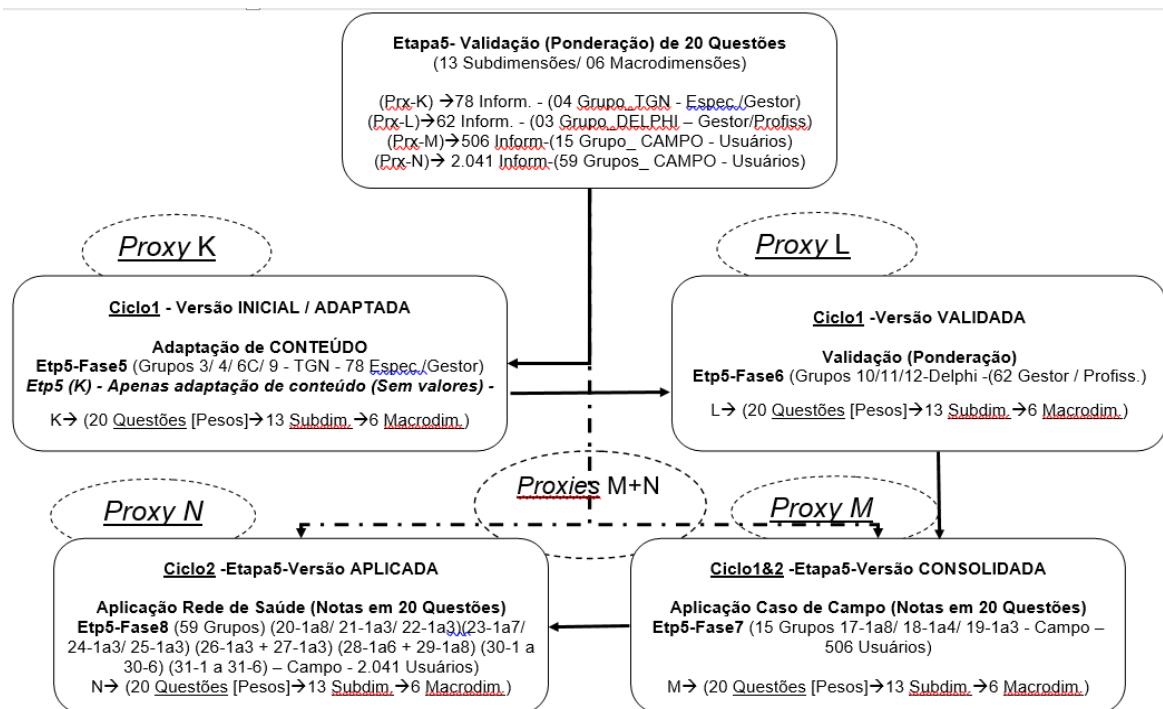 Etapa5- Validação (Ponderação) de 20 Questões
(13 Subdimensões/ 06 Macrodimensões)
(Prx-K) →78 Inform. - (04 Grupo_TGN - Espec./Gestor)
(Prx-L)→62 Inform. - (03 Grupo_DELPHI – Gestor/Profiss)
(Prx-M)→506 Inform-(15 Grupo_ CAMPO - Usuários)
(Prx-N)→ 2.041 Inform-(59 Grupos_ CAMPO - Usuários)
Proxy K
Proxy L
Ciclo1 - Versão INICIAL / ADAPTADA
Adaptação de CONTEÚDO
Etp5-Fase5 (Grupos 3/ 4/ 6C/ 9 - TGN - 78 Espec./Gestor)
Etp5 (K) - Apenas adaptação de conteúdo (Sem valores) -
K→ (20 Questões [Pesos]→13 Subdim.→6 Macrodim.)
Ciclo1 -Versão VALIDADA
Validação (Ponderação)
Etp5-Fase6 (Grupos 10/11/12-Delphi -(62 Gestor / Profiss.)
L→ (20 Questões [Pesos]→13 Subdim.→6 Macrodim.)
Proxies M+N
Proxy N
Proxy M
Ciclo2 -Etapa5-Versão APLICADA
Aplicação Rede de Saúde (Notas em 20 Questões)
Etp5-Fase8 (59 Grupos) (20-1a8/ 21-1a3/ 22-1a3)(23-1a7/
24-1a3/ 25-1a3) (26-1a3 + 27-1a3) (28-1a6 + 29-1a8) (30-1 a
30-6) (31-1 a 31-6) – Campo - 2.041 Usuários)
N→ (20 Questões [Pesos]→13 Subdim.→6 Macrodim.)
Ciclo1&2 -Etapa5-Versão CONSOLIDADA
Aplicação Caso de Campo (Notas em 20 Questões)
Etp5-Fase7 (15 Grupos 17-1a8/ 18-1a4/ 19-1a3 - Campo –
506 Usuários)
M→ (20 Questões [Pesos]→13 Subdim.→6 Macrodim.)